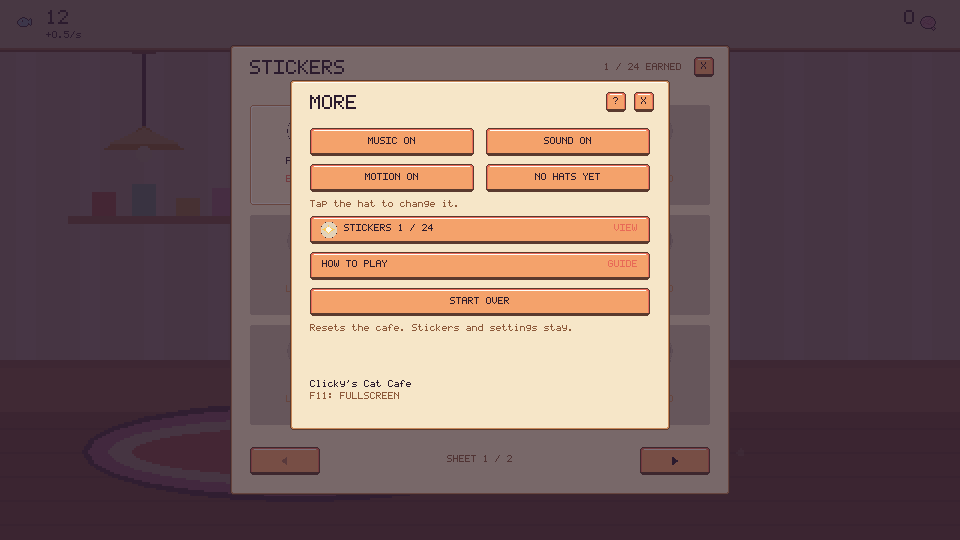 12
+0.5/s
0
STICKERS
1 / 24 EARNED
X
MORE
?
X
MUSIC ON
SOUND ON
MOTION ON
NO HATS YET
Tap the hat to change it.
STICKERS 1 / 24
VIEW
HOW TO PLAY
GUIDE
START OVER
Resets the cafe. Stickers and settings stay.
Clicky's Cat Cafe
F11: FULLSCREEN
SHEET 1 / 2